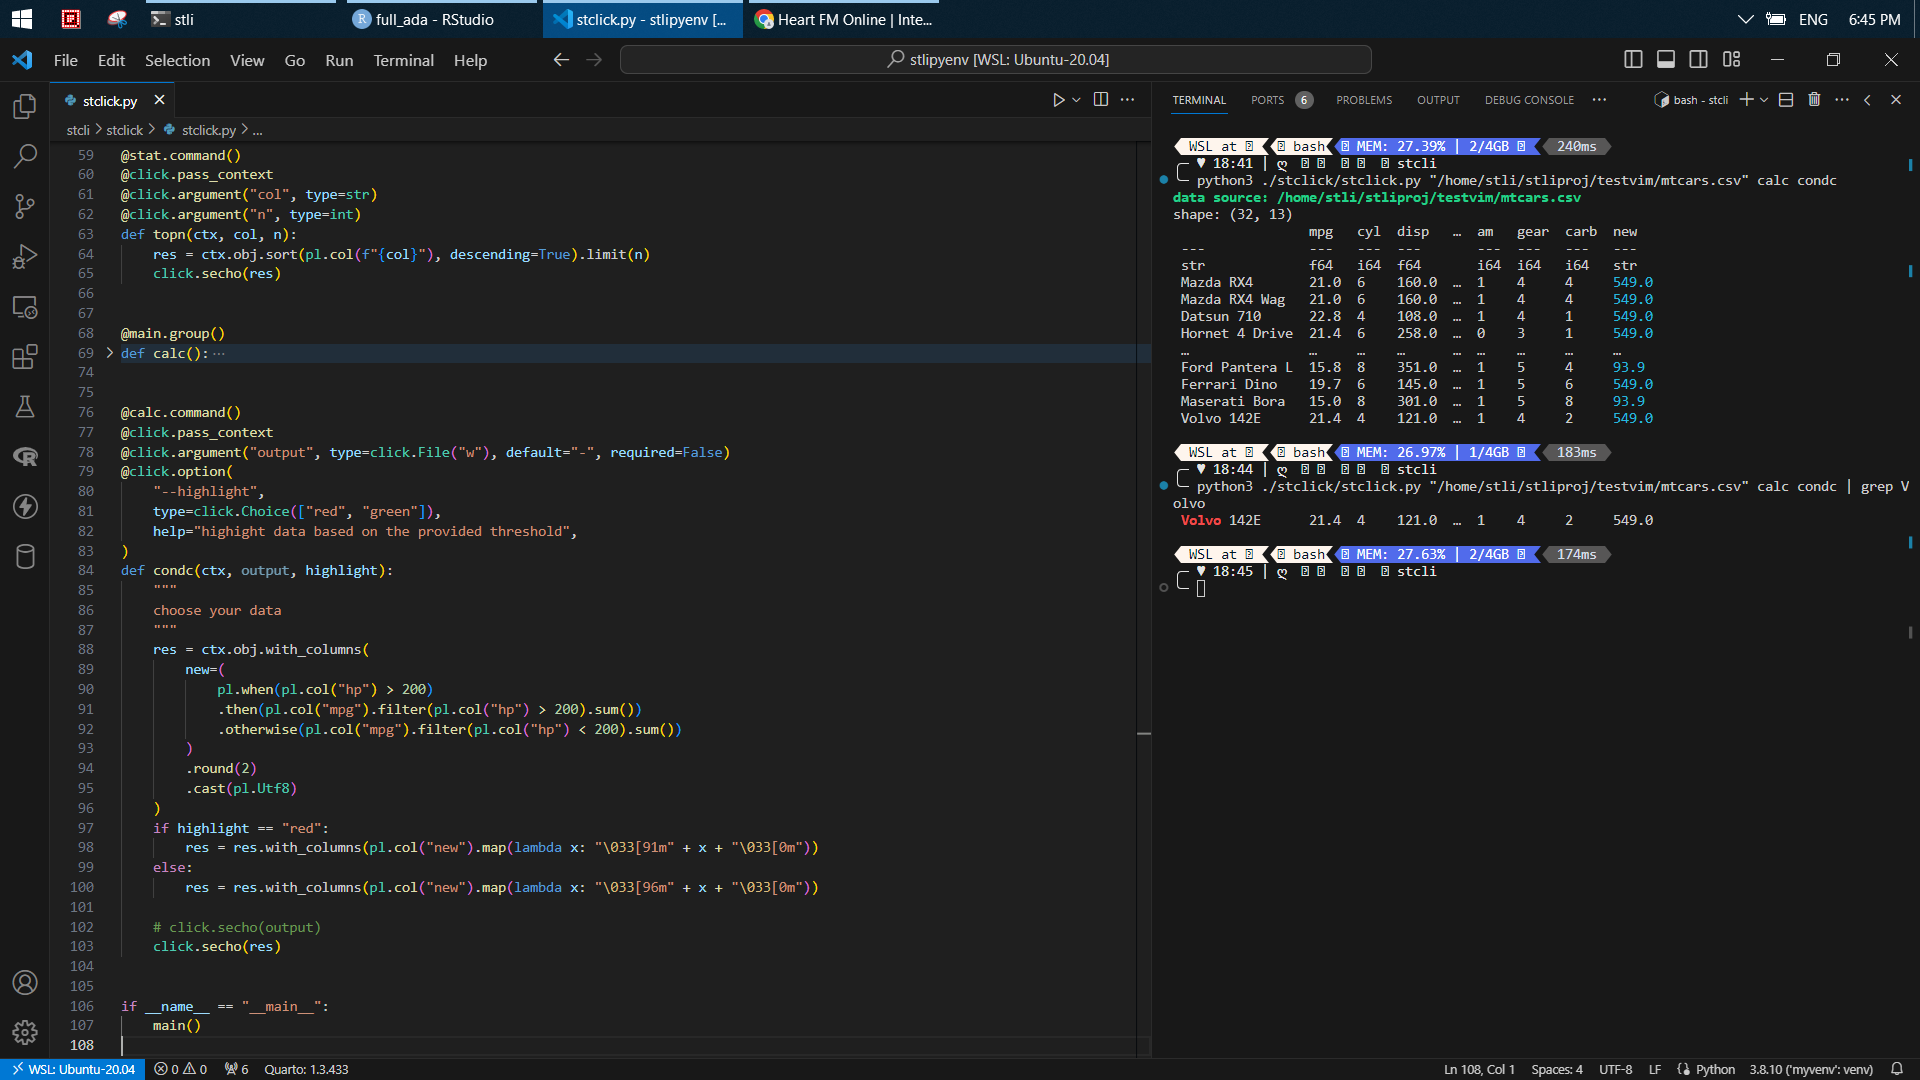 stli
full_ada - RStudio
stclick.py - stlipyenv [...
Heart FM Online | Inte...
ENG
6:45 PM
File Edit Selection View Go Run Terminal Help
stlipyenv [WSL: Ubuntu-20.04]
stclick.py
stcli > stclick > stclick.py > ...
59 @stat.command()
60 @click.pass_context
61 @click.argument("col", type=str)
62 @click.argument("n", type=int)
63 def topn(ctx, col, n):
64     res = ctx.obj.sort(pl.col(f"{col}"), descending=True).limit(n)
65     click.secho(res)
66
67
68 @main.group()
69 def calc(): ...
74
75
76 @calc.command()
77 @click.pass_context
78 @click.argument("output", type=click.File("w"), default="-", required=False)
79 @click.option(
80     "--highlight",
81     type=click.Choice(["red", "green"]),
82     help="highight data based on the provided threshold",
83 )
84 def condc(ctx, output, highlight):
85     """
86     choose your data
87     """
88     res = ctx.obj.with_columns(
89         new=(
90             pl.when(pl.col("hp") > 200)
91             .then(pl.col("mpg").filter(pl.col("hp") > 200).sum())
92             .otherwise(pl.col("mpg").filter(pl.col("hp") < 200).sum())
93         )
94         .round(2)
95         .cast(pl.Utf8)
96     )
97     if highlight == "red":
98         res = res.with_columns(pl.col("new").map(lambda x: "\033[91m" + x + "\033[0m"))
99     else:
100         res = res.with_columns(pl.col("new").map(lambda x: "\033[96m" + x + "\033[0m"))
101
102     # click.secho(output)
103     click.secho(res)
104
105
106 if __name__ == "__main__":
107     main()
108
TERMINAL PORTS 6 PROBLEMS OUTPUT DEBUG CONSOLE ... bash - stcli
WSL at bash MEM: 27.39% | 2/4GB 240ms
♥ 18:41 | ღ stcli
python3 ./stclick/stclick.py "/home/stli/stliproj/testvim/mtcars.csv" calc condc
data source: /home/stli/stliproj/testvim/mtcars.csv
shape: (32, 13)
mpg cyl disp … am gear carb new
--- --- --- --- --- --- --- ---
str f64 i64 f64 i64 i64 i64 str
Mazda RX4 21.0 6 160.0 … 1 4 4 549.0
Mazda RX4 Wag 21.0 6 160.0 … 1 4 4 549.0
Datsun 710 22.8 4 108.0 … 1 4 1 549.0
Hornet 4 Drive 21.4 6 258.0 … 0 3 1 549.0
… … … … … … … … …
Ford Pantera L 15.8 8 351.0 … 1 5 4 93.9
Ferrari Dino 19.7 6 145.0 … 1 5 6 549.0
Maserati Bora 15.0 8 301.0 … 1 5 8 93.9
Volvo 142E 21.4 4 121.0 … 1 4 2 549.0
WSL at bash MEM: 26.97% | 1/4GB 183ms
♥ 18:44 | ღ stcli
python3 ./stclick/stclick.py "/home/stli/stliproj/testvim/mtcars.csv" calc condc | grep V
olvo
Volvo 142E 21.4 4 121.0 … 1 4 2 549.0
WSL at bash MEM: 27.63% | 2/4GB 174ms
♥ 18:45 | ღ stcli
WSL: Ubuntu-20.04 0 0 6 Quarto: 1.3.433
Ln 108, Col 1 Spaces: 4 UTF-8 LF Python 3.8.10 ('myvenv': venv)